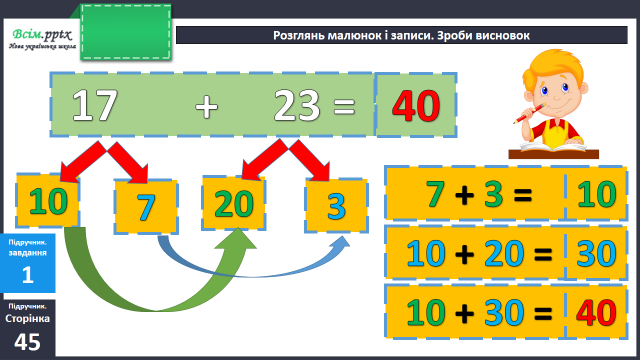 Всім.pptx
Нова українська школа
Розглянь малюнок і записи. Зроби висновок
17 + 23 = 40
10 7 20 3
7 + 3 = 10
10 + 20 = 30
10 + 30 = 40
Підручник.
завдання
1
Підручник.
Сторінка
45